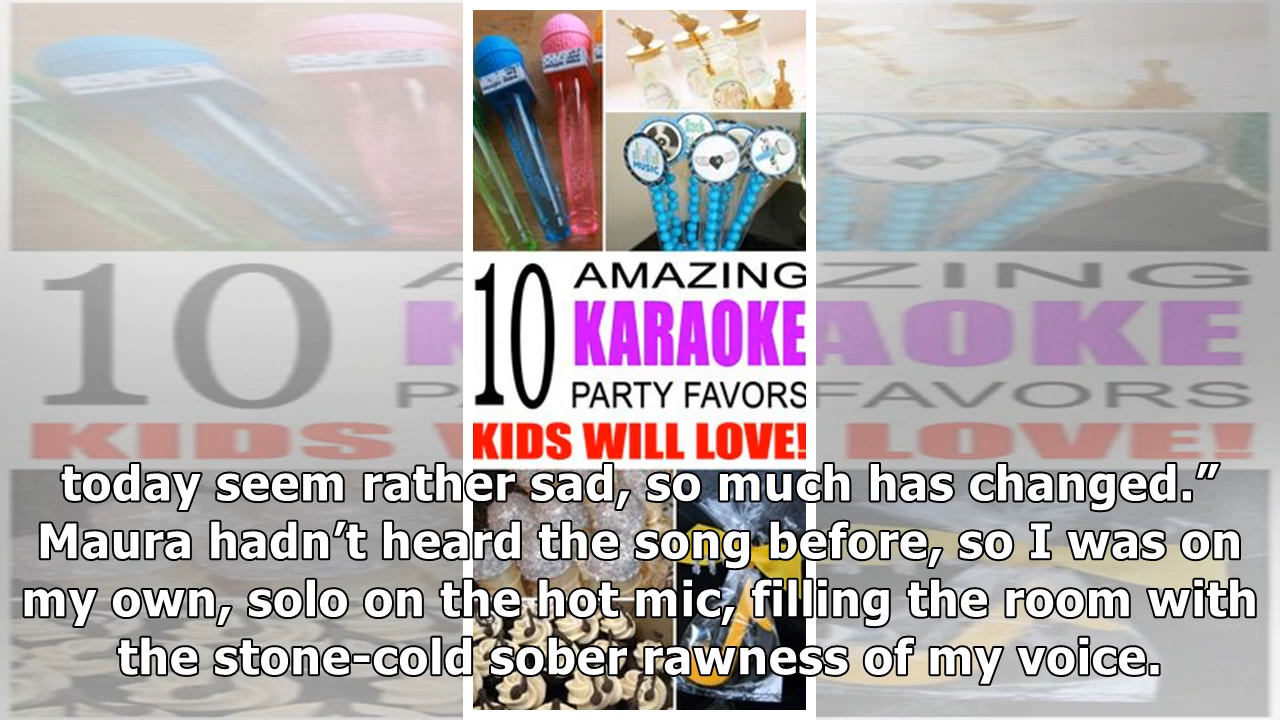 MUSIC
Rock
10
AMAZING
KARAOKE
PARTY FAVORS
KIDS WILL LOVE!
today seem rather sad, so much has changed.”
Maura hadn’t heard the song before, so I was on
my own, solo on the hot mic, filling the room with
the stone-cold sober rawness of my voice.